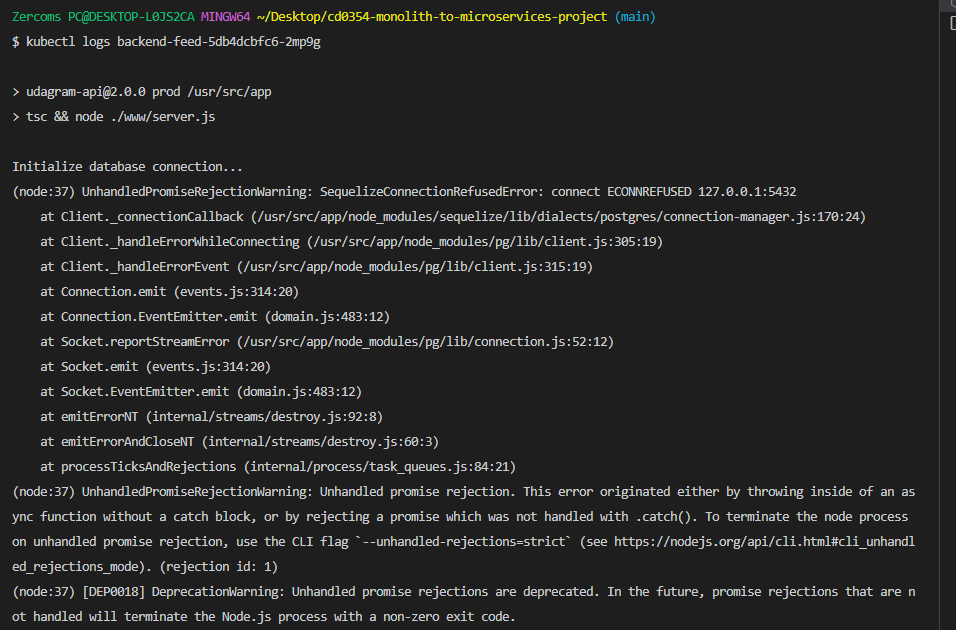 Zercoms PC@DESKTOP-L0JS2CA MINGW64 ~/Desktop/cd0354-monolith-to-microservices-project (main)
$ kubectl logs backend-feed-5db4dcbfc6-2mp9g
> udagram-api@2.0.0 prod /usr/src/app
> tsc && node ./www/server.js
Initialize database connection...
(node:37) UnhandledPromiseRejectionWarning: SequelizeConnectionRefusedError: connect ECONNREFUSED 127.0.0.1:5432
    at Client._connectionCallback (/usr/src/app/node_modules/sequelize/lib/dialects/postgres/connection-manager.js:170:24)
    at Client._handleErrorWhileConnecting (/usr/src/app/node_modules/pg/lib/client.js:305:19)
    at Client._handleErrorEvent (/usr/src/app/node_modules/pg/lib/client.js:315:19)
    at Connection.emit (events.js:314:20)
    at Connection.EventEmitter.emit (domain.js:483:12)
    at Socket.reportStreamError (/usr/src/app/node_modules/pg/lib/connection.js:52:12)
    at Socket.emit (events.js:314:20)
    at Socket.EventEmitter.emit (domain.js:483:12)
    at emitErrorNT (internal/streams/destroy.js:92:8)
    at emitErrorAndCloseNT (internal/streams/destroy.js:60:3)
    at processTicksAndRejections (internal/process/task_queues.js:84:21)
(node:37) UnhandledPromiseRejectionWarning: Unhandled promise rejection. This error originated either by throwing inside of an as
ync function without a catch block, or by rejecting a promise which was not handled with .catch(). To terminate the node process
on unhandled promise rejection, use the CLI flag `--unhandled-rejections=strict` (see https://nodejs.org/api/cli.html#cli_unhandl
ed_rejections_mode). (rejection id: 1)
(node:37) [DEP0018] DeprecationWarning: Unhandled promise rejections are deprecated. In the future, promise rejections that are n
ot handled will terminate the Node.js process with a non-zero exit code.